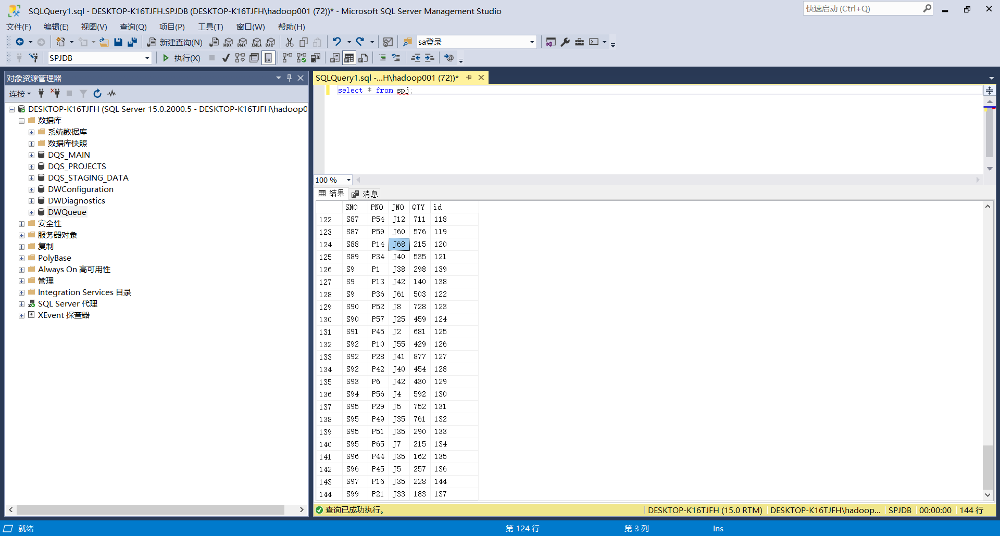 SQLQuery1.sql - DESKTOP-K16TJFH.SPJDB (DESKTOP-K16TJFH\hadoop001 (72))* - Microsoft SQL Server Management Studio
快速启动 (Ctrl+Q)
文件(F) 编辑(E) 视图(V) 查询(Q) 项目(P) 工具(T) 窗口(W) 帮助(H)
新建查询(N) MDX DMX XMLA DAX sa登录
SPJDB 执行(X)
对象资源管理器
连接
DESKTOP-K16TJFH (SQL Server 15.0.2000.5 - DESKTOP-K16TJFH\hadoop0
数据库
系统数据库
数据库快照
DQS_MAIN
DQS_PROJECTS
DQS_STAGING_DATA
DWConfiguration
DWDiagnostics
DWQueue
安全性
服务器对象
复制
PolyBase
Always On 高可用性
管理
Integration Services 目录
SQL Server 代理
XEvent 探查器
SQLQuery1.sql -...H\hadoop001 (72))*
select * from spj;
100 %
结果 消息
SNO PNO JNO QTY id
122 S87 P54 J12 711 118
123 S87 P59 J60 576 119
124 S88 P14 J68 215 120
125 S89 P34 J40 535 121
126 S9 P1 J38 298 139
127 S9 P13 J42 140 138
128 S9 P36 J61 503 122
129 S90 P52 J8 728 123
130 S90 P57 J25 459 124
131 S91 P45 J2 681 125
132 S92 P10 J55 429 126
133 S92 P28 J41 877 127
134 S92 P42 J40 454 128
135 S93 P6 J42 430 129
136 S94 P56 J4 592 130
137 S95 P29 J5 752 131
138 S95 P49 J35 761 132
139 S95 P51 J35 290 133
140 S95 P65 J7 215 134
141 S96 P44 J35 162 135
142 S96 P45 J5 257 136
143 S97 P16 J35 228 144
144 S99 P21 J33 183 137
查询已成功执行。 DESKTOP-K16TJFH (15.0 RTM) DESKTOP-K16TJFH\hadoop... SPJDB 00:00:00 144 行
就绪 第 124 行 第 3 列 Ins